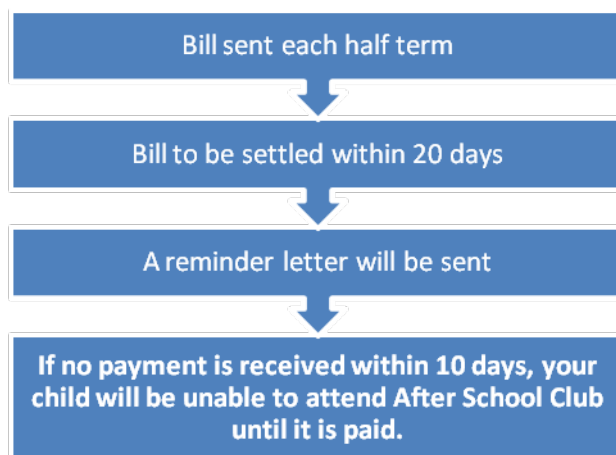 Bill sent each half term
Bill to be settled within 20 days
A reminder letter will be sent
If no payment is received within 10 days, your
child will be unable to attend After School Club
until it is paid.